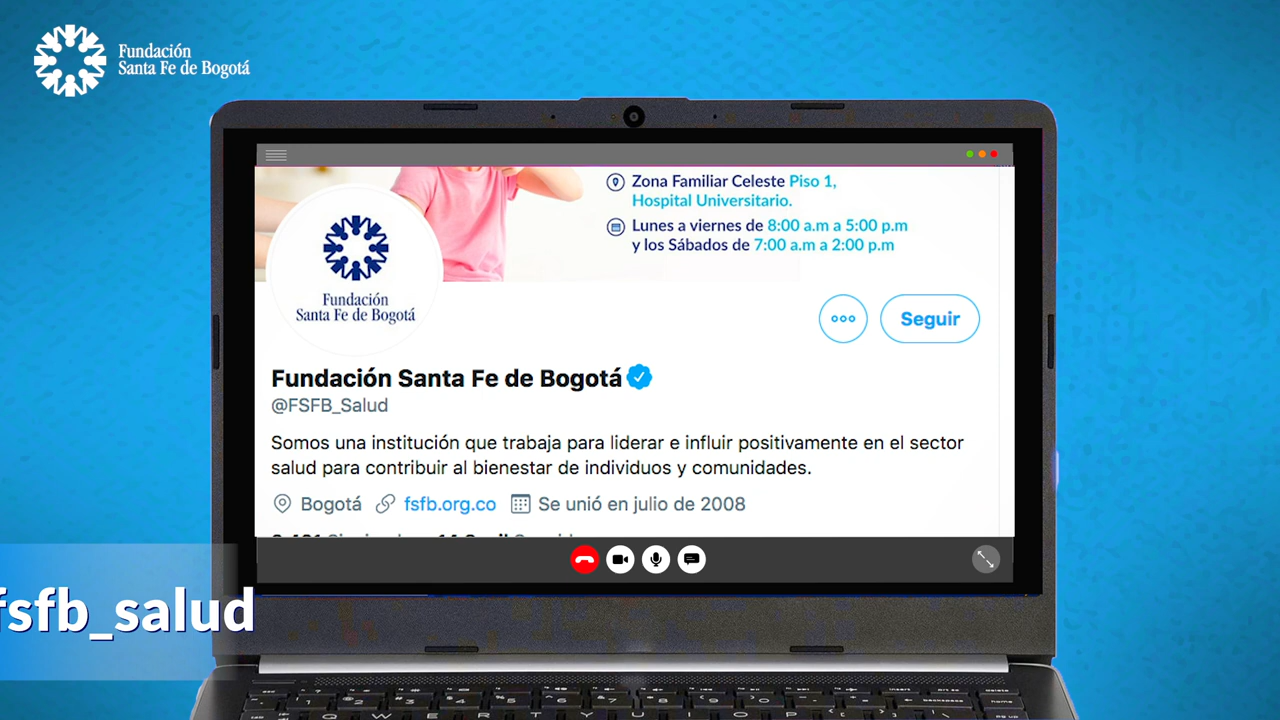 Fundación
Santa Fe de Bogotá
Zona Familiar Celeste Piso 1,
Hospital Universitario.
Lunes a viernes de 8:00 a.m a 5:00 p.m
y los Sábados de 7:00 a.m a 2:00 p.m
Fundación
Santa Fe de Bogotá
Seguir
Fundación Santa Fe de Bogotá
@FSFB_Salud
Somos una institución que trabaja para liderar e influir positivamente en el sector
salud para contribuir al bienestar de individuos y comunidades.
Bogotá fsfb.org.co Se unió en julio de 2008
fsfb_salud